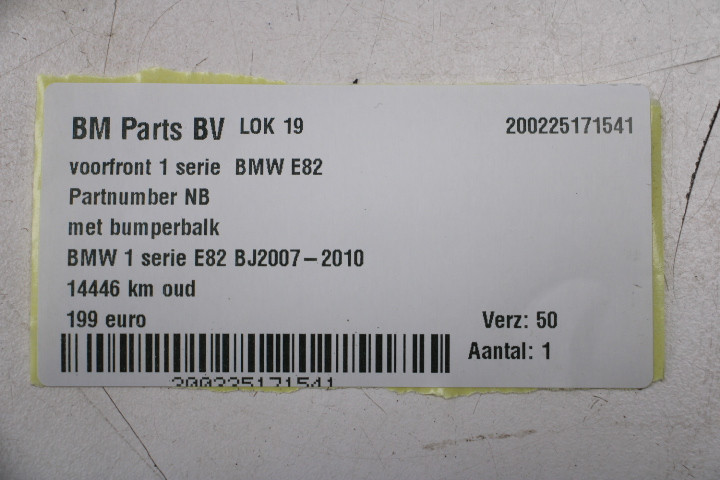 BM Parts BV LOK 19 200225171541
voorfront 1 serie BMW E82
Partnumber NB
met bumperbalk
BMW 1 serie E82 BJ2007-2010
14446 km oud
199 euro Verz: 50
Aantal: 1
200225171541